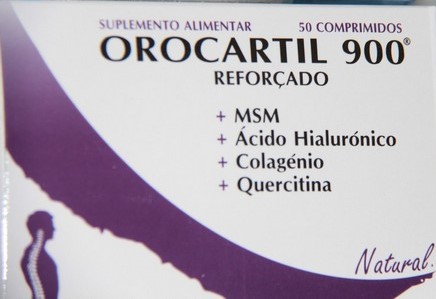 SUPLEMENTO ALIMENTAR 50 COMPRIMIDOS
OROCARTIL 900®
REFORÇADO
+ MSM
+ Ácido Hialurónico
+ Colagénio
+ Quercitina
Natural.